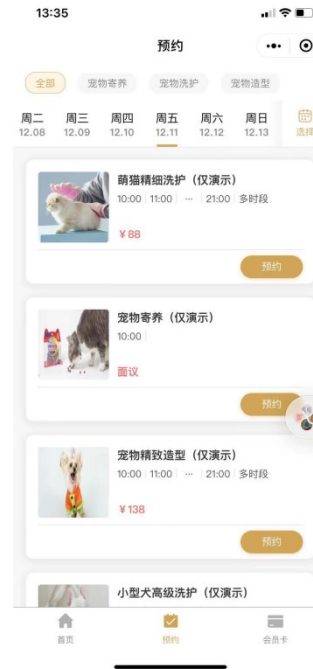 13:35
预约
全部 宠物寄养 宠物洗护 宠物造型
周二 周三 周四 周五 周六 周日
12.08 12.09 12.10 12.11 12.12 12.13 选择
萌猫精细洗护（仅演示）
10:00 11:00 ··· 21:00 多时段
¥88
预约
宠物寄养（仅演示）
10:00
面议
预约
宠物精致造型（仅演示）
10:00 11:00 ··· 21:00 多时段
¥138
预约
小型犬高级洗护（仅演示）
首页 预约 会员卡